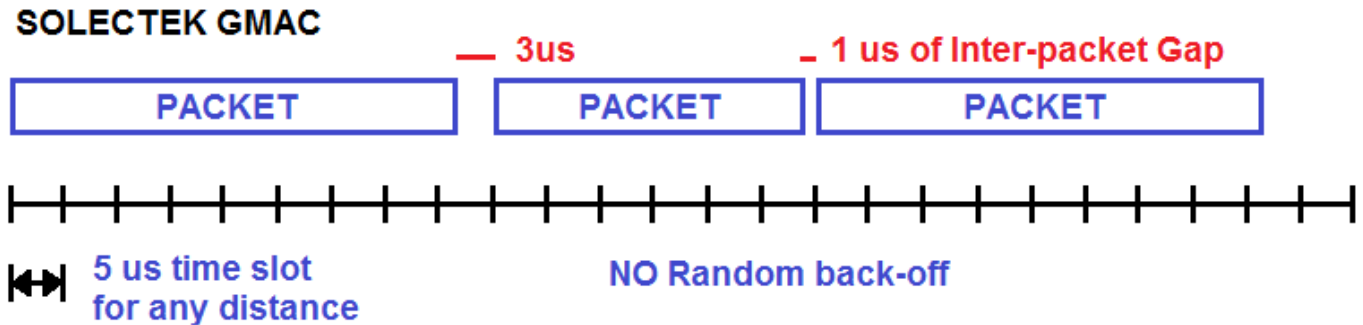 SOLECTEK GMAC
3us
1 us of Inter-packet Gap
PACKET
PACKET
PACKET
5 us time slot
for any distance
NO Random back-off